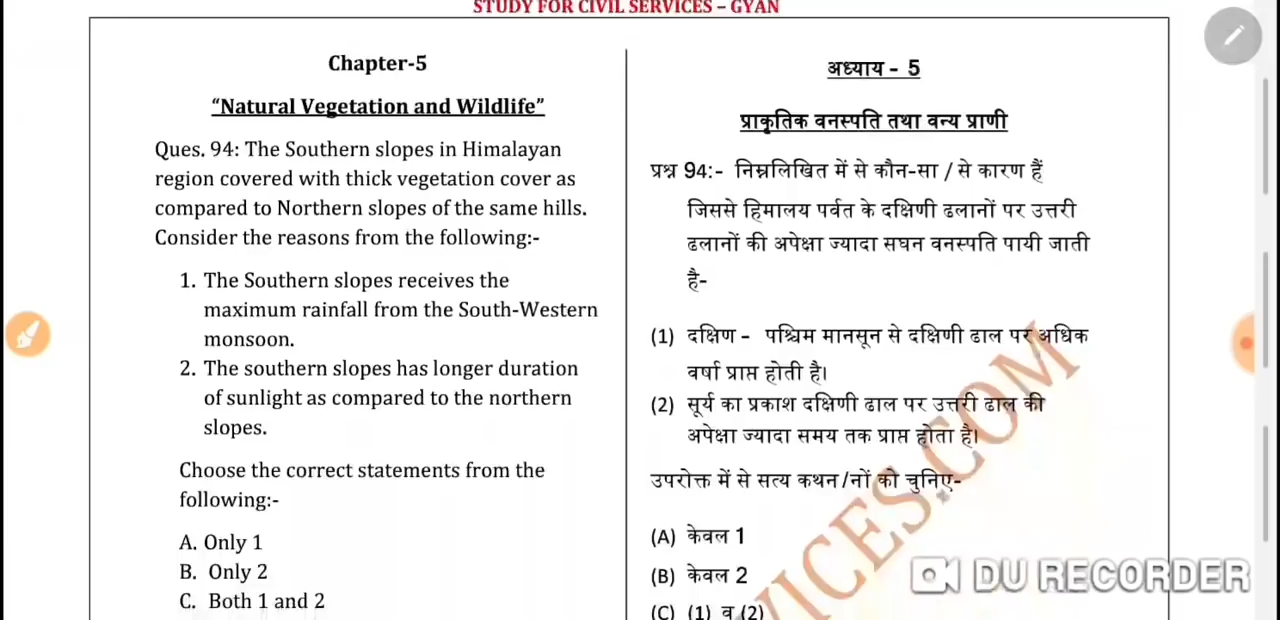 STUDY FOR CIVIL SERVICES – GYAN
Chapter-5
“Natural Vegetation and Wildlife”
Ques. 94: The Southern slopes in Himalayan
region covered with thick vegetation cover as
compared to Northern slopes of the same hills.
Consider the reasons from the following:-
1. The Southern slopes receives the
maximum rainfall from the South-Western
monsoon.
2. The southern slopes has longer duration
of sunlight as compared to the northern
slopes.
Choose the correct statements from the
following:-
A. Only 1
B. Only 2
C. Both 1 and 2
अध्याय - 5
प्राकृतिक वनस्पति तथा वन्य प्राणी
प्रश्न 94:- निम्नलिखित में से कौन-सा / से कारण हैं
जिससे हिमालय पर्वत के दक्षिणी ढलानों पर उत्तरी
ढलानों की अपेक्षा ज्यादा सघन वनस्पति पायी जाती
है-
(1) दक्षिण - पश्चिम मानसून से दक्षिणी ढाल पर अधिक
वर्षा प्राप्त होती है।
(2) सूर्य का प्रकाश दक्षिणी ढाल पर उत्तरी ढाल की
अपेक्षा ज्यादा समय तक प्राप्त होता है।
उपरोक्त में से सत्य कथन/नों को चुनिए-
(A) केवल 1
(B) केवल 2
(C) (1) व (2)
VICES.COM
DU RECORDER